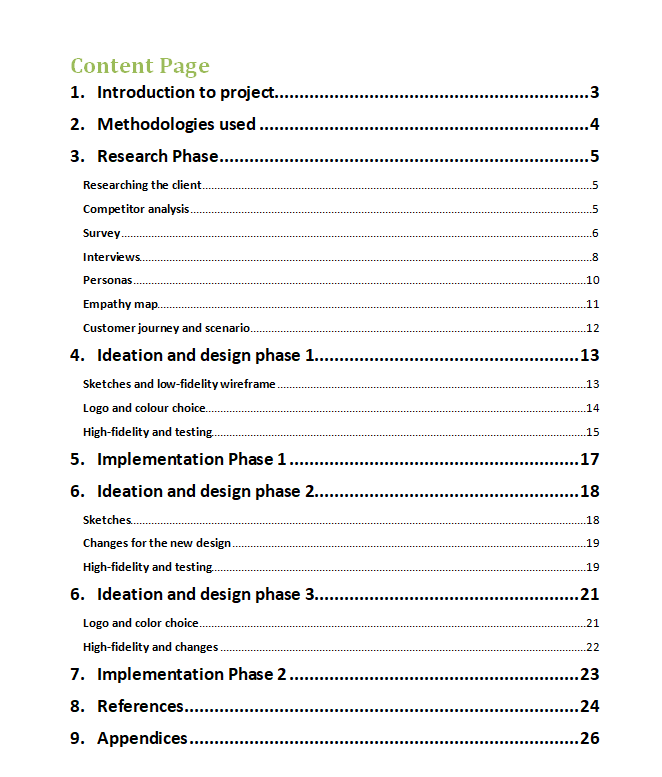 Content Page
1. Introduction to project................................................................3
2. Methodologies used ...................................................................4
3. Research Phase...........................................................................5
Researching the client.......................................................................5
Competitor analysis..........................................................................5
Survey...............................................................................................6
Interviews.........................................................................................8
Personas..........................................................................................10
Empathy map..................................................................................11
Customer journey and scenario.......................................................12
4. Ideation and design phase 1......................................................13
Sketches and low-fidelity wireframe................................................13
Logo and colour choice....................................................................14
High-fidelity and testing..................................................................15
5. Implementation Phase 1 ...........................................................17
6. Ideation and design phase 2......................................................18
Sketches..........................................................................................18
Changes for the new design.............................................................19
High-fidelity and testing..................................................................19
6. Ideation and design phase 3......................................................21
Logo and color choice......................................................................21
High-fidelity and changes ...............................................................22
7. Implementation Phase 2 ...........................................................23
8. References.................................................................................24
9. Appendices................................................................................26